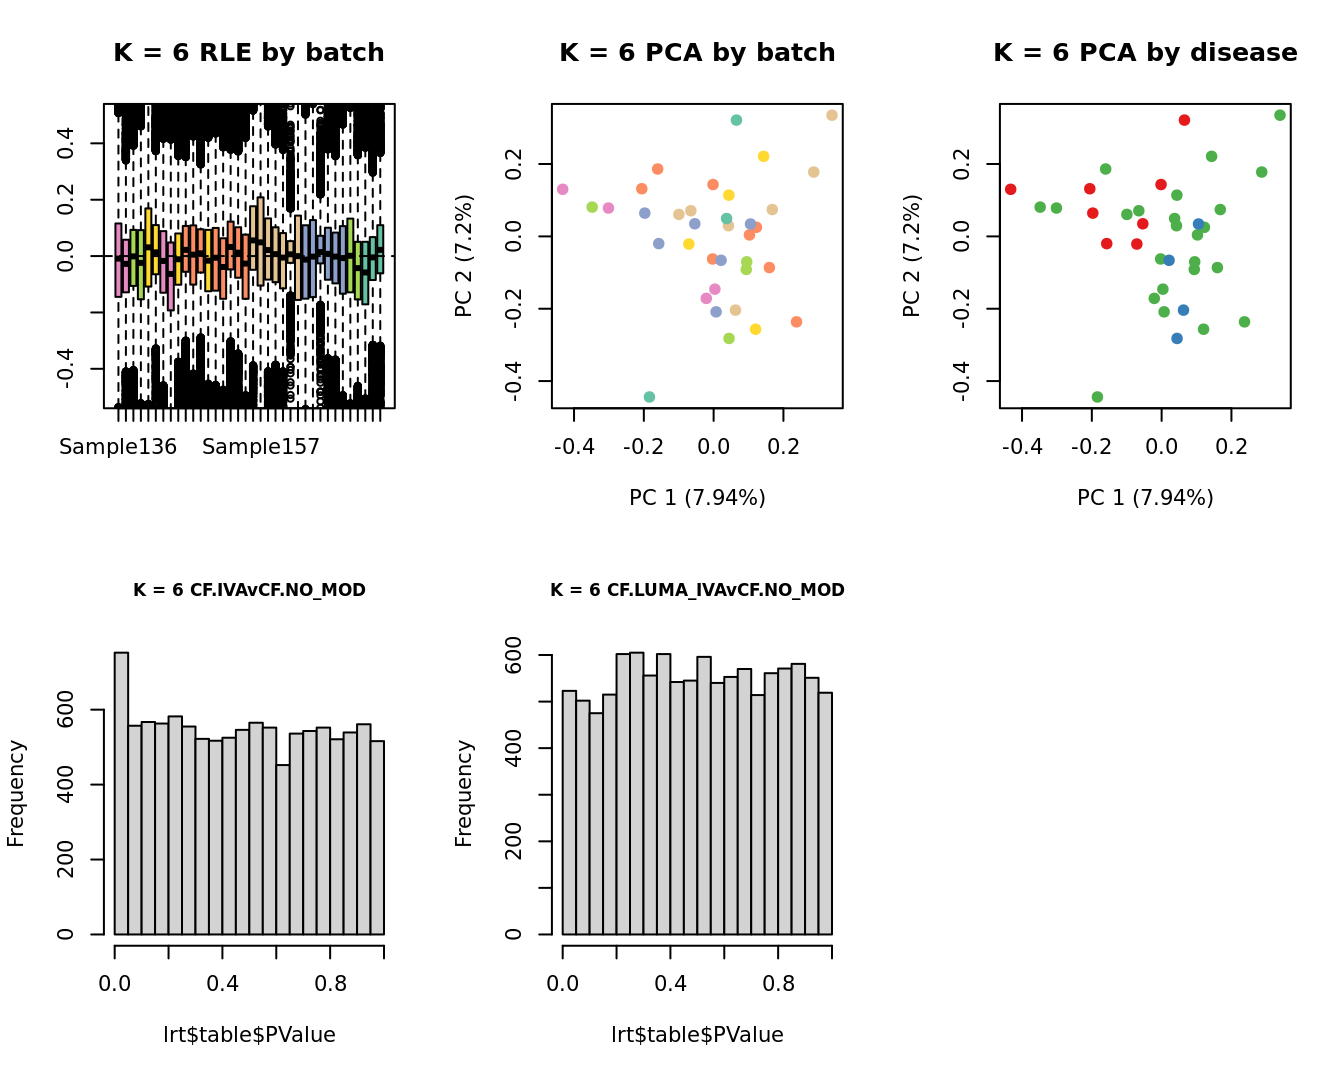 K = 6 RLE by batch
0.4
0.2
0.0
-0.4
Sample136
Sample157
K = 6 PCA by batch
PC 2 (7.2%)
0.2
0.0
-0.2
-0.4
-0.4
-0.2
0.0
0.2
PC 1 (7.94%)
K = 6 PCA by disease
PC 2 (7.2%)
0.2
0.0
-0.2
-0.4
-0.4
-0.2
0.0
0.2
PC 1 (7.94%)
K = 6 CF.IVAvCF.NO_MOD
Frequency
600
400
200
0
0.0
0.4
0.8
lrt$table$PValue
K = 6 CF.LUMA_IVAvCF.NO_MOD
Frequency
600
400
200
0
0.0
0.4
0.8
lrt$table$PValue